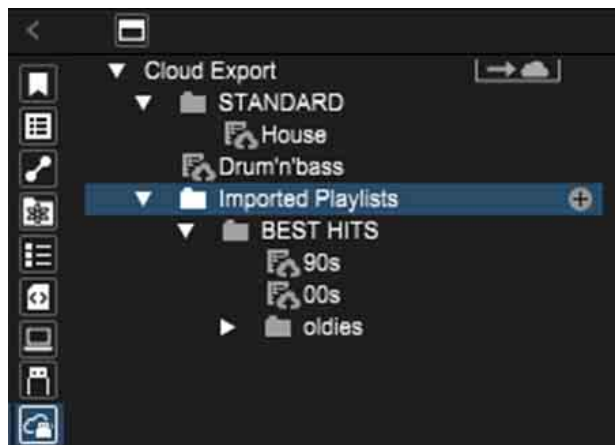 Cloud Export
STANDARD
House
Drum'n'bass
Imported Playlists
BEST HITS
90s
00s
oldies